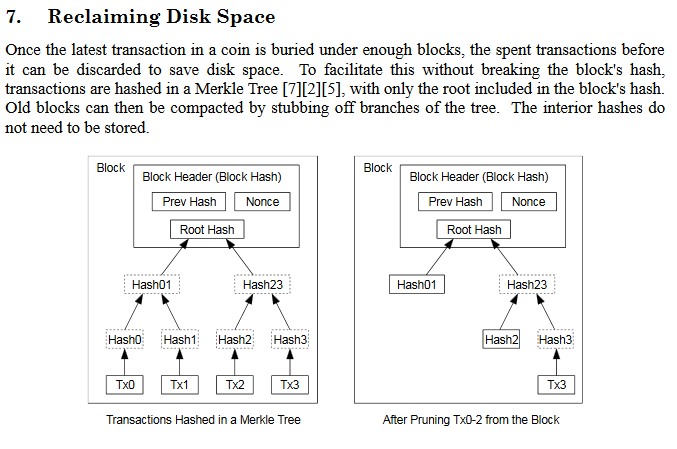 7. Reclaiming Disk Space
Once the latest transaction in a coin is buried under enough blocks, the spent transactions before
it can be discarded to save disk space. To facilitate this without breaking the block's hash,
transactions are hashed in a Merkle Tree [7][2][5], with only the root included in the block's hash.
Old blocks can then be compacted by stubbing off branches of the tree. The interior hashes do
not need to be stored.
Block
Block Header (Block Hash)
Prev Hash Nonce
Root Hash
Hash01 Hash23
Hash0 Hash1 Hash2 Hash3
Tx0 Tx1 Tx2 Tx3
Transactions Hashed in a Merkle Tree
Block
Block Header (Block Hash)
Prev Hash Nonce
Root Hash
Hash01 Hash23
Hash2 Hash3
Tx3
After Pruning Tx0-2 from the Block